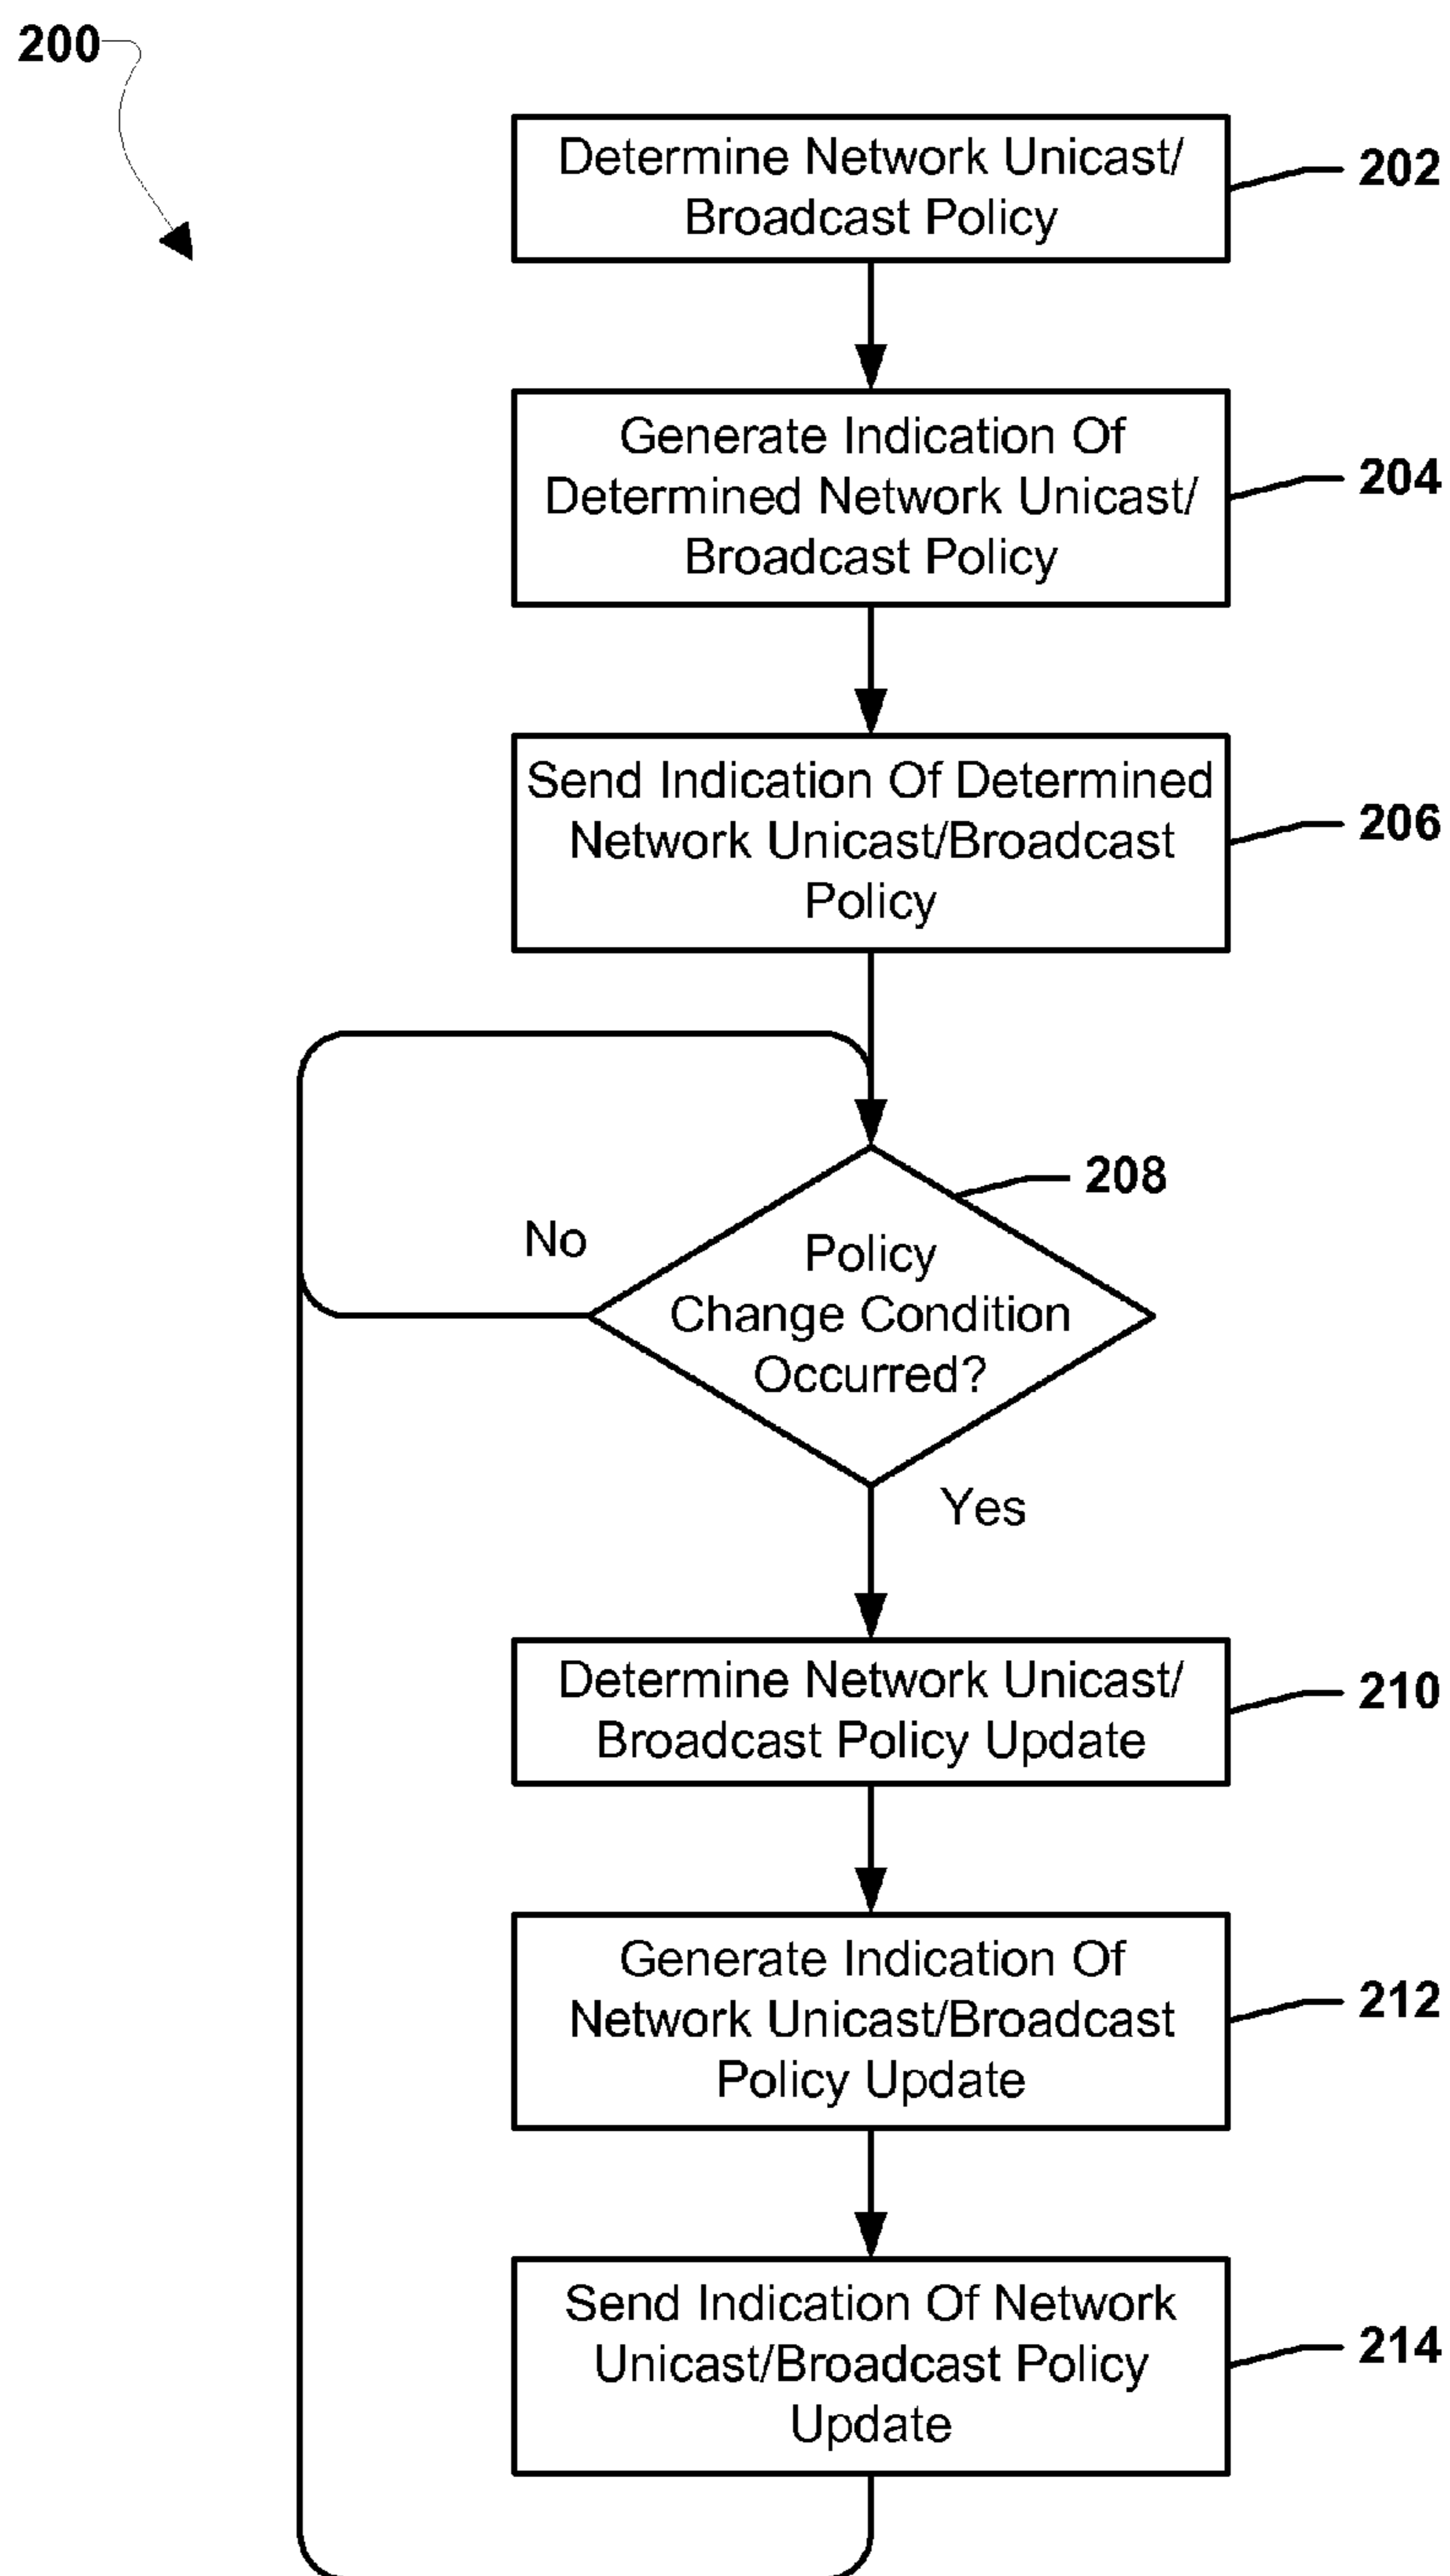 200
Determine Network Unicast/
Broadcast Policy
202
Generate Indication Of
Determined Network Unicast/
Broadcast Policy
204
Send Indication Of Determined
Network Unicast/Broadcast
Policy
206
208
No
Policy
Change Condition
Occurred?
Yes
Determine Network Unicast/
Broadcast Policy Update
210
Generate Indication Of
Network Unicast/Broadcast
Policy Update
212
Send Indication Of Network
Unicast/Broadcast Policy
Update
214